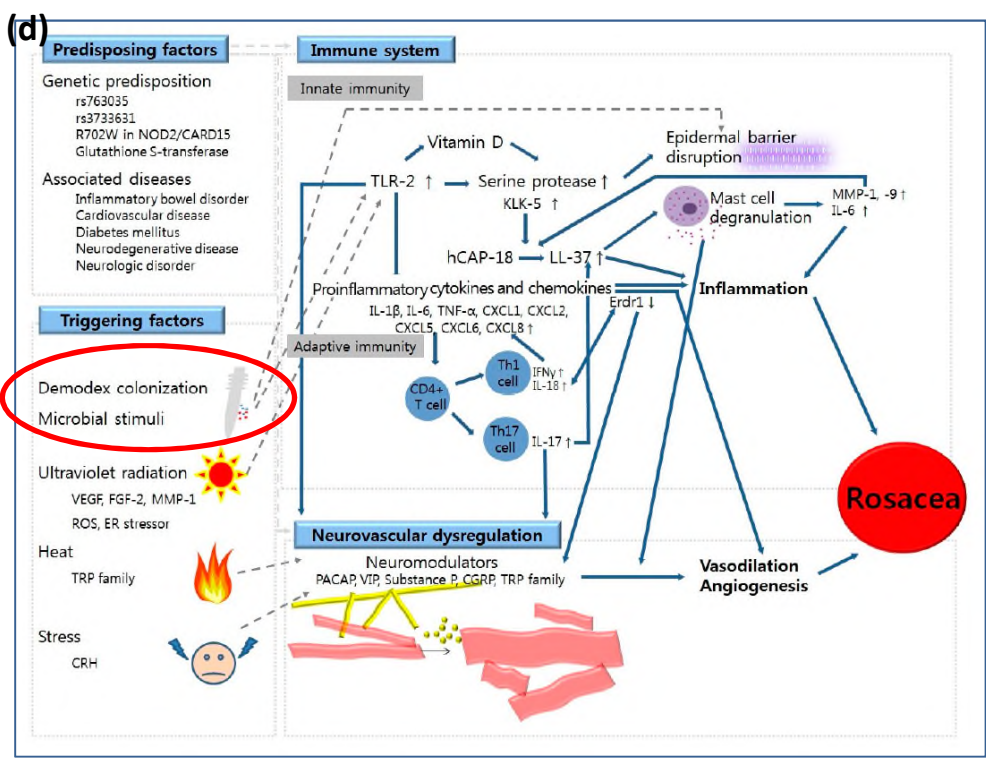 (d)
Predisposing factors
Genetic predisposition
rs763035
rs3733631
R702W in NOD2/CARD15
Glutathione S-transferase
Associated diseases
Inflammatory bowel disorder
Cardiovascular disease
Diabetes mellitus
Neurodegenerative disease
Neurologic disorder
Triggering factors
Demodex colonization
Microbial stimuli
Ultraviolet radiation
VEGF, FGF-2, MMP-1
ROS, ER stressor
Heat
TRP family
Stress
CRH
Immune system
Innate immunity
Vitamin D
Epidermal barrier
disruption
TLR-2 ↑
Serine protease ↑
KLK-5 ↑
Mast cell
degranulation
MMP-1, -9 ↑
IL-6 ↑
hCAP-18
LL-37 ↑
Proinflammatory cytokines and chemokines
IL-1β, IL-6, TNF-α, CXCL1, CXCL2,
CXCL5, CXCL6, CXCL8 ↑
Erdr1 ↓
Inflammation
Adaptive immunity
CD4+
T cell
Th1
cell
IFNγ ↑
IL-18 ↑
Th17
cell
IL-17 ↑
Rosacea
Neurovascular dysregulation
Neuromodulators
PACAP, VIP, Substance P, CGRP, TRP family
Vasodilation
Angiogenesis